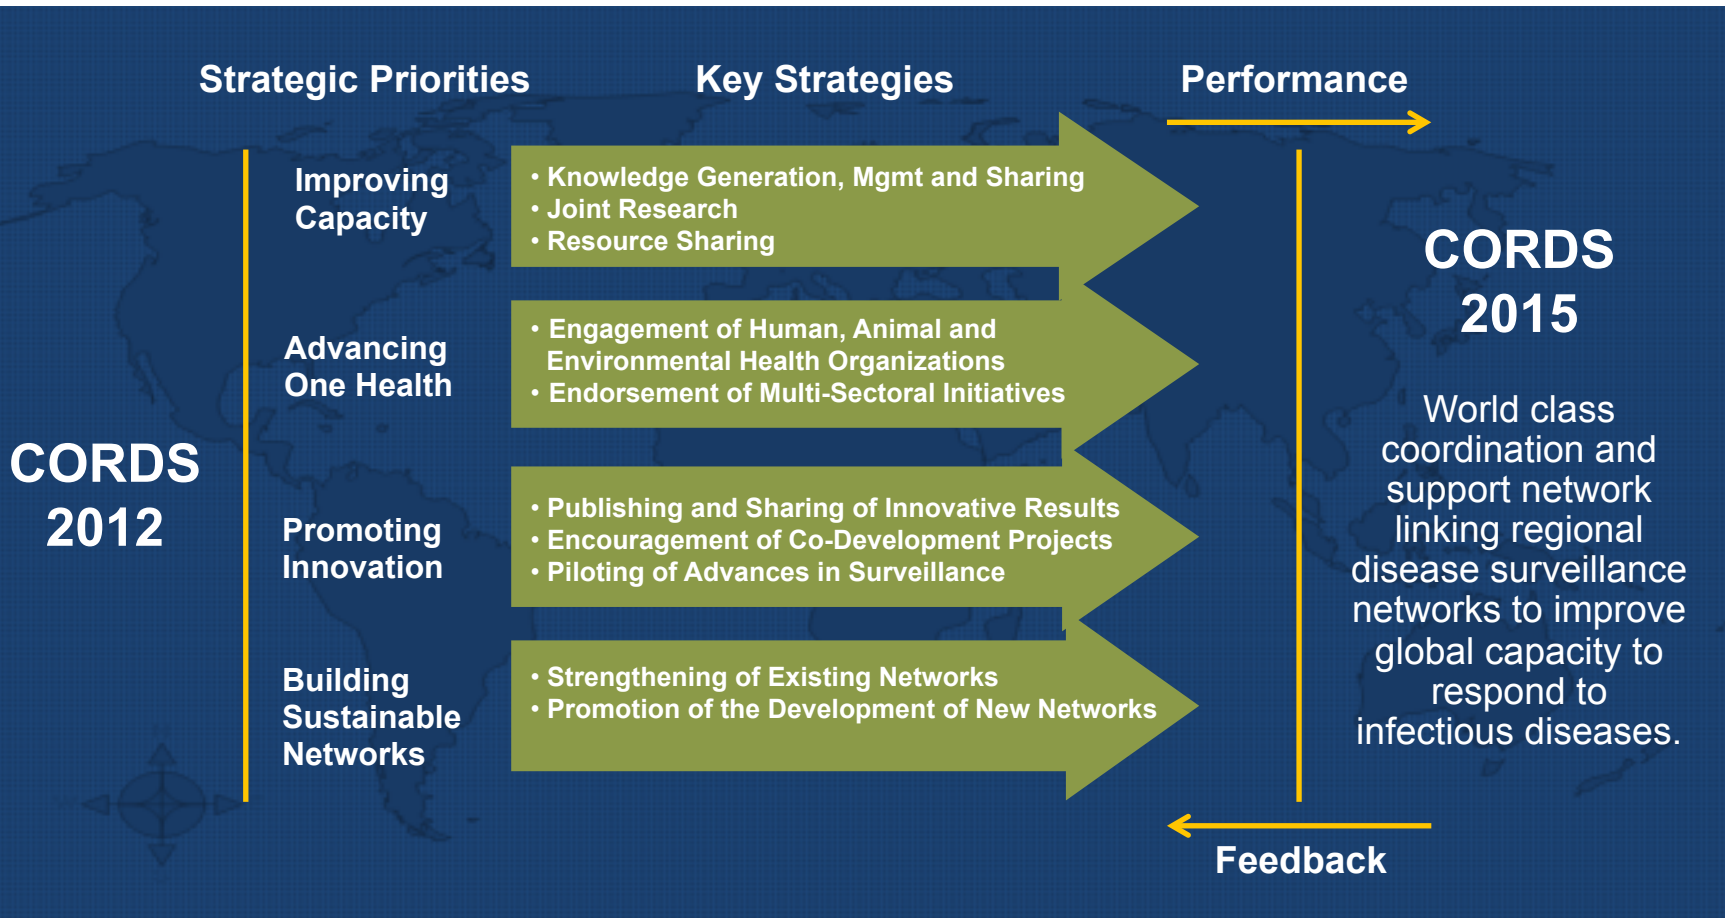 Strategic Priorities
Key Strategies
Performance
CORDS
2012
Improving
Capacity
• Knowledge Generation, Mgmt and Sharing
• Joint Research
• Resource Sharing
Advancing
One Health
• Engagement of Human, Animal and
Environmental Health Organizations
• Endorsement of Multi-Sectoral Initiatives
Promoting
Innovation
• Publishing and Sharing of Innovative Results
• Encouragement of Co-Development Projects
• Piloting of Advances in Surveillance
Building
Sustainable
Networks
• Strengthening of Existing Networks
• Promotion of the Development of New Networks
CORDS
2015
World class
coordination and
support network
linking regional
disease surveillance
networks to improve
global capacity to
respond to
infectious diseases.
Feedback